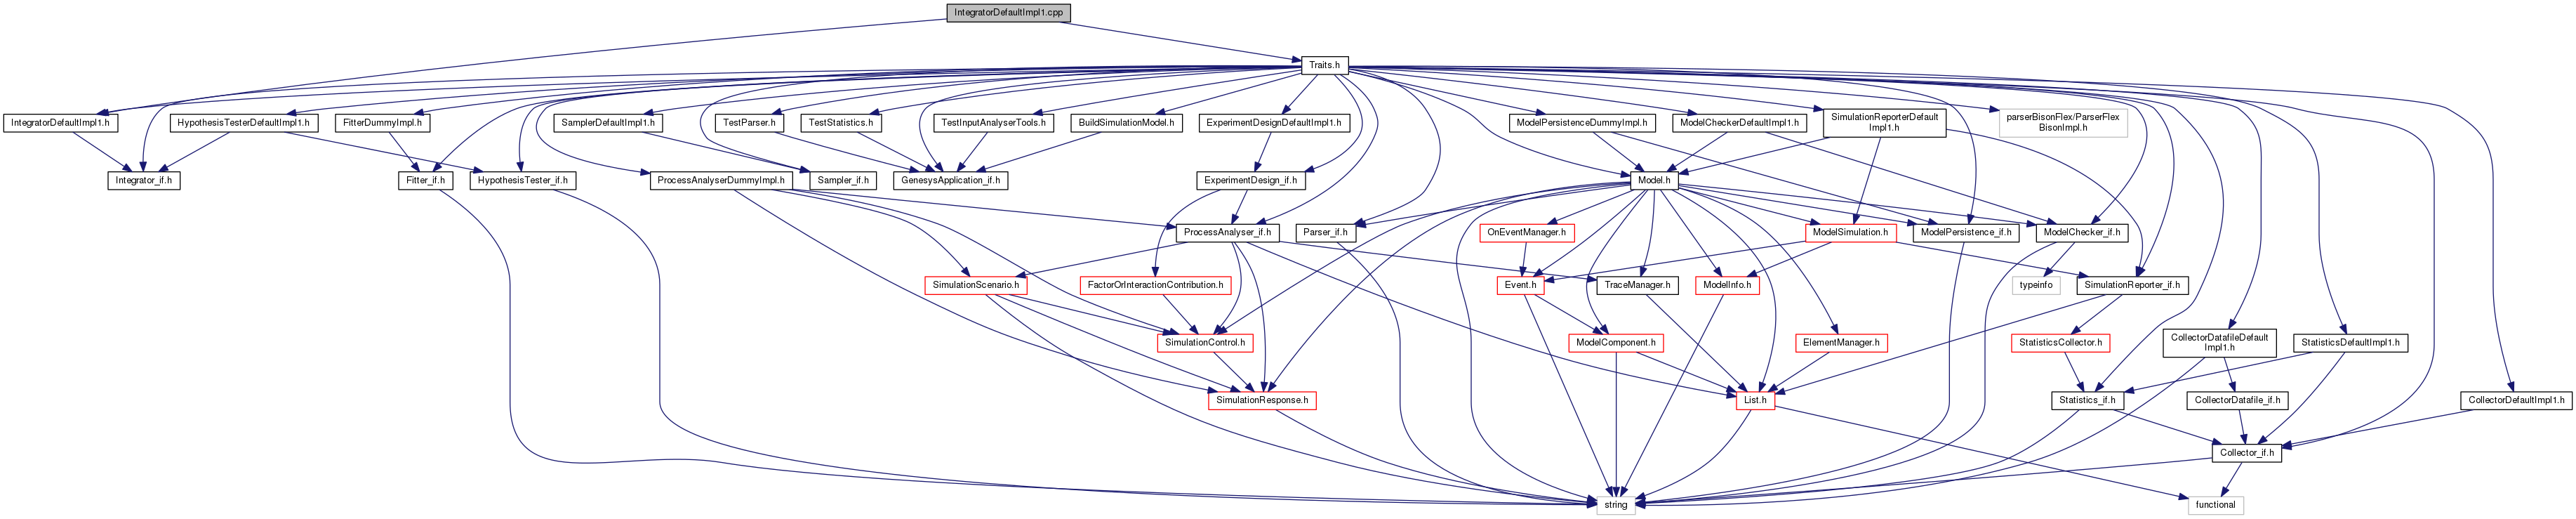 IntegratorDefaultImpl1.cpp
Traits.h
IntegratorDefaultImpl1.h
HypothesisTesterDefaultImpl1.h
FitterDummyImpl.h
SamplerDefaultImpl1.h
TestParser.h
TestStatistics.h
TestInputAnalyserTools.h
BuildSimulationModel.h
ExperimentDesignDefaultImpl1.h
ModelPersistenceDummyImpl.h
ModelCheckerDefaultImpl1.h
SimulationReporterDefault
Impl1.h
parserBisonFlex/ParserFlex
BisonImpl.h
Integrator_if.h
Fitter_if.h
HypothesisTester_if.h
ProcessAnalyserDummyImpl.h
Sampler_if.h
GenesysApplication_if.h
ExperimentDesign_if.h
Model.h
ProcessAnalyser_if.h
Parser_if.h
OnEventManager.h
ModelSimulation.h
ModelPersistence_if.h
ModelChecker_if.h
SimulationScenario.h
FactorOrInteractionContribution.h
Event.h
TraceManager.h
ModelInfo.h
typeinfo
SimulationReporter_if.h
SimulationControl.h
ModelComponent.h
ElementManager.h
StatisticsCollector.h
CollectorDatafileDefault
Impl1.h
StatisticsDefaultImpl1.h
SimulationResponse.h
List.h
Statistics_if.h
CollectorDatafile_if.h
CollectorDefaultImpl1.h
Collector_if.h
string
functional